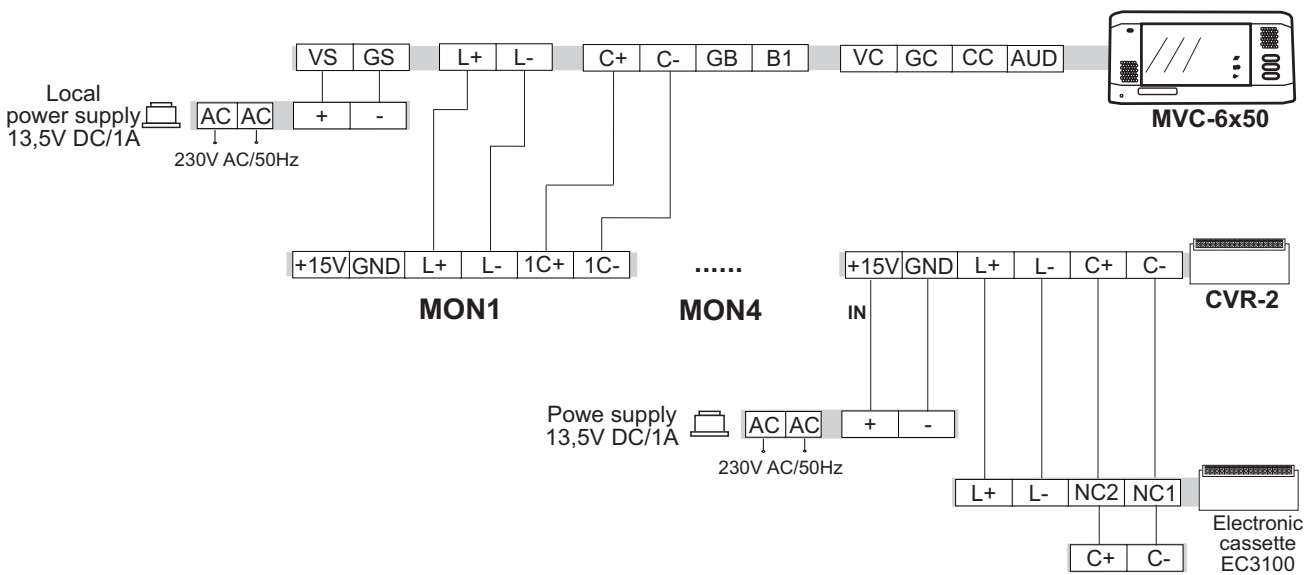 VS GS L+ L- C+ C- GB B1 VC GC CC AUD
MVC-6x50
Local
power supply
13,5V DC/1A
AC AC + -
230V AC/50Hz
+15V GND L+ L- 1C+ 1C-
MON1
......
MON4
+15V GND L+ L- C+ C-
CVR-2
IN
Powe supply
13,5V DC/1A
AC AC + -
230V AC/50Hz
L+ L- NC2 NC1
Electronic
cassette
EC3100
C+ C-